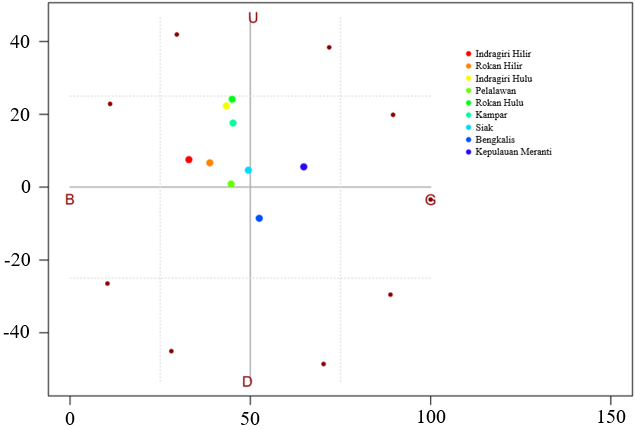 U
40
Indragiri Hilir
Rokan Hilir
Indragiri Hulu
Pelalawan
Rokan Hulu
Kampar
Siak
Bengkalis
Kepulauan Meranti
20
0
B
G
-20
-40
D
0
50
100
150